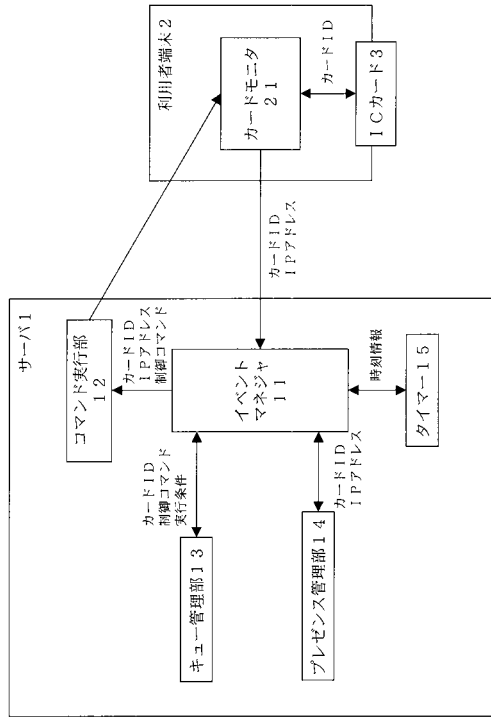 サーバ1
コマンド実行部
12
カードID
IPアドレス
制御コマンド
カードID
制御コマンド
実行条件
キュー管理部13
イベント
マネジャ
11
カードID
IPアドレス
プレゼンス管理部14
時刻情報
タイマー15
カードID
IPアドレス
利用者端末2
カードモニタ
21
カードID
ICカード3